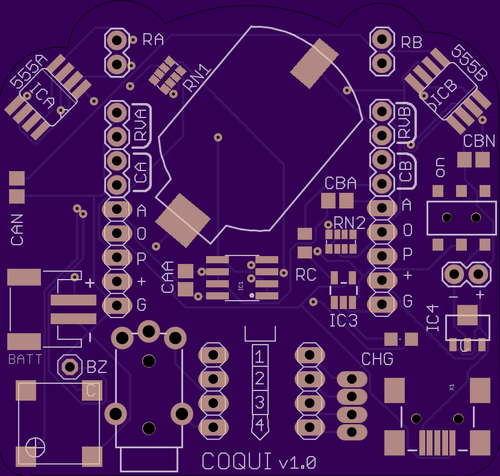 RA
RB
555A
ICA
RN1
555B
ICB
RVA
RVB
CBN
CA
CB
on
CBA
CAN
A
A
O
RN2
O
P
P
CAA
RC
+
+
+
IC1
- +
G
G
-
IC3
IC4
BATT
BZ
CHG
C
1
2
3
4
X1
COQUI v1.0